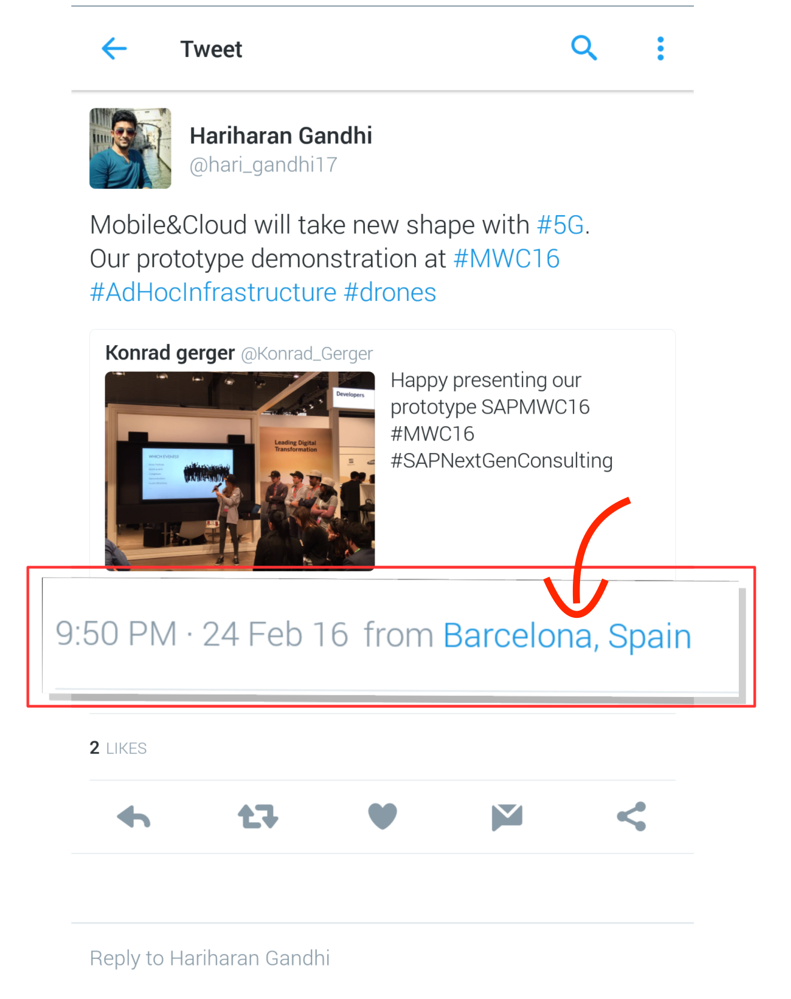 Tweet
Hariharan Gandhi
@hari_gandhi17
Mobile&Cloud will take new shape with #5G.
Our prototype demonstration at #MWC16
#AdHocInfrastructure #drones
Konrad gerger @Konrad_Gerger
Happy presenting our
prototype SAPMWC16
#MWC16
#SAPNextGenConsulting
Developers
Leading Digital
Transformation
WHICH EVENTS?
9:50 PM · 24 Feb 16 from Barcelona, Spain
2 LIKES
Reply to Hariharan Gandhi